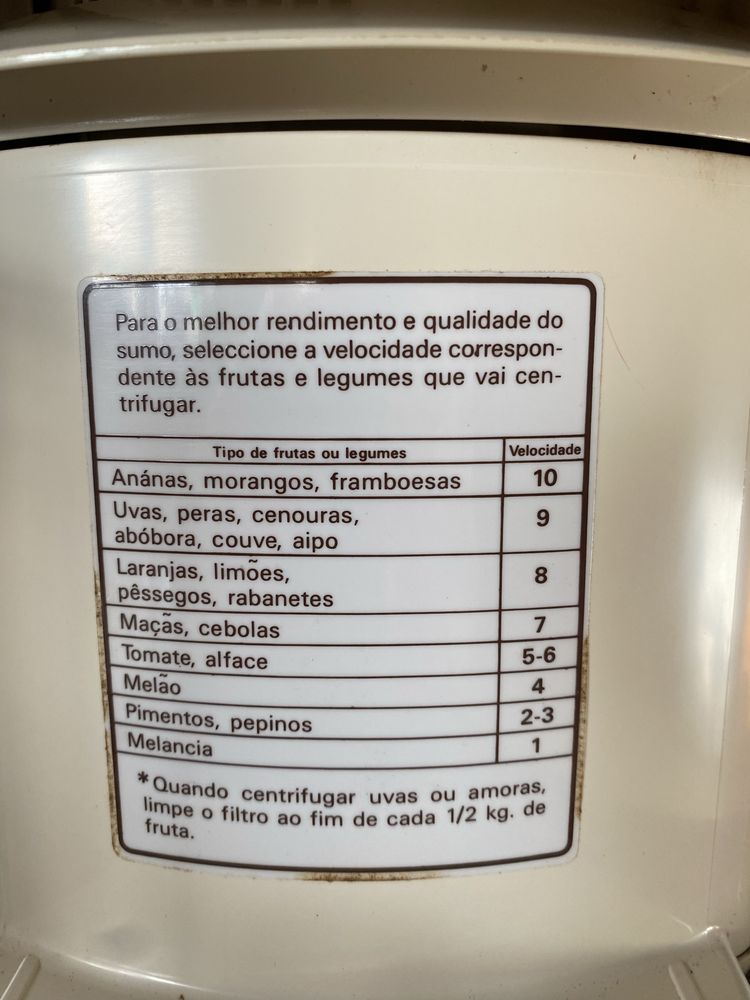 Para o melhor rendimento e qualidade do
sumo, seleccione a velocidade correspon-
dente às frutas e legumes que vai cen-
trifugar.
Tipo de frutas ou legumes Velocidade
Anánas, morangos, framboesas 10
Uvas, peras, cenouras, 9
abóbora, couve, aipo
Laranjas, limões, 8
pêssegos, rabanetes
Maçãs, cebolas 7
Tomate, alface 5-6
Melão 4
Pimentos, pepinos 2-3
Melancia 1
*Quando centrifugar uvas ou amoras,
limpe o filtro ao fim de cada 1/2 kg. de
fruta.